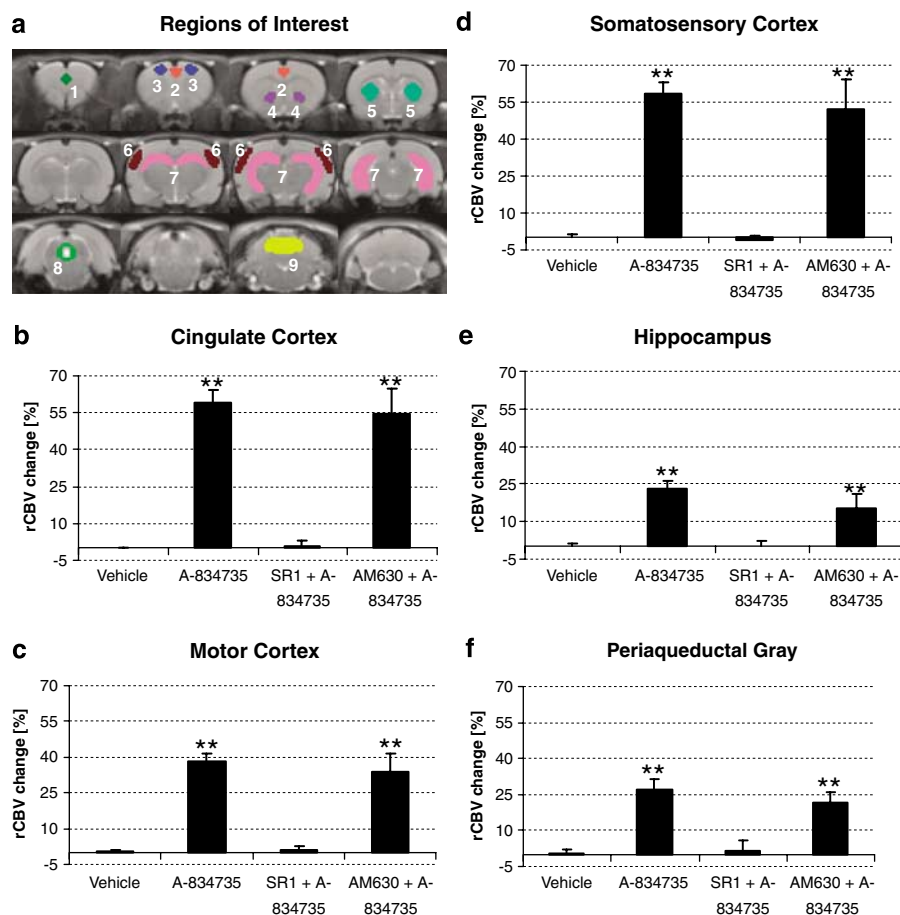 a
Regions of Interest
1
3
2
3
2
4
4
5
5
6
6
7
6
6
7
7
7
8
9
b
Cingulate Cortex
rCBV change [%]
70
55
40
25
10
-5
**
**
Vehicle
A-834735
SR1 + A-
834735
AM630 + A-
834735
c
Motor Cortex
rCBV change [%]
70
55
40
25
10
-5
**
**
Vehicle
A-834735
SR1 + A-
834735
AM630 + A-
834735
d
Somatosensory Cortex
rCBV change [%]
70
55
40
25
10
-5
**
**
Vehicle
A-834735
SR1 + A-
834735
AM630 + A-
834735
e
Hippocampus
rCBV change [%]
70
55
40
25
10
-5
**
**
Vehicle
A-834735
SR1 + A-
834735
AM630 + A-
834735
f
Periaqueductal Gray
rCBV change [%]
70
55
40
25
10
-5
**
**
Vehicle
A-834735
SR1 + A-
834735
AM630 + A-
834735